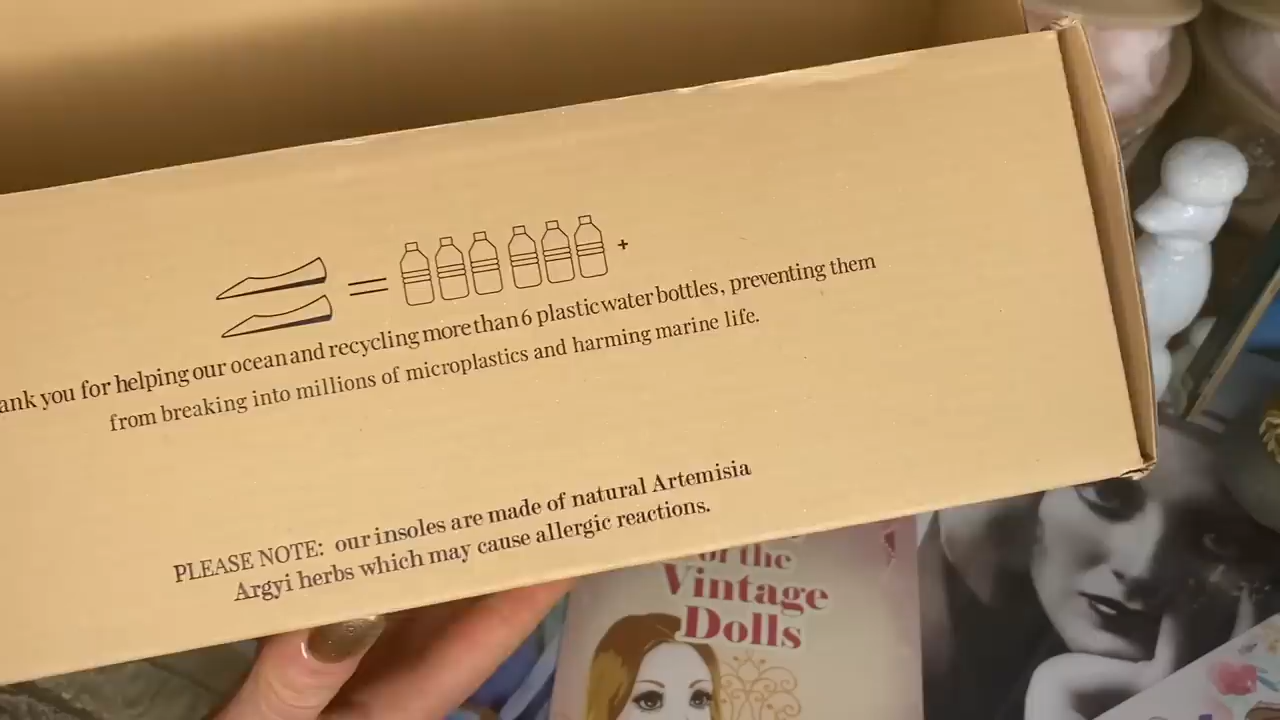 ank you for helping our ocean and recycling more than 6 plastic water bottles, preventing them
from breaking into millions of microplastics and harming marine life.
PLEASE NOTE: our insoles are made of natural Artemisia
Argyi herbs which may cause allergic reactions.
of the
Vintage
Dolls